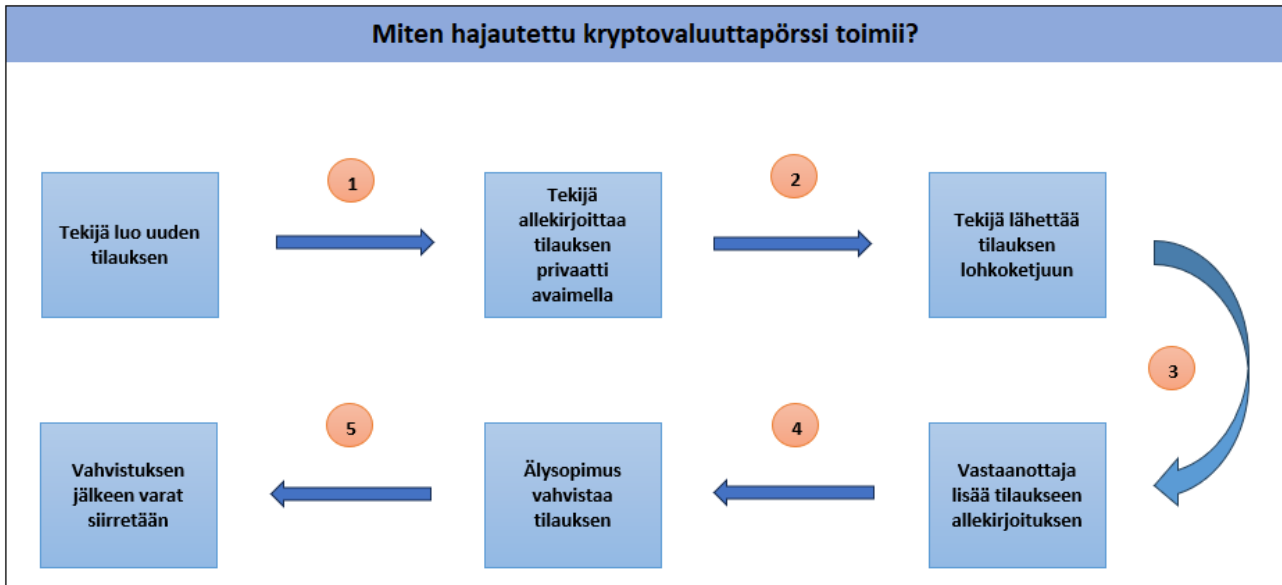 Miten hajautettu kryptovaluuttapörssi toimii?
1
2
Tekijä luo uuden
tilauksen
Tekijä
allekirjoittaa
tilauksen
privaatti
avaimella
Tekijä lähettää
tilauksen
lohkoketjuun
3
5
4
Vahvistuksen
jälkeen varat
siirretään
Älysopimus
vahvistaa
tilauksen
Vastaanottaja
lisää tilaukseen
allekirjoituksen